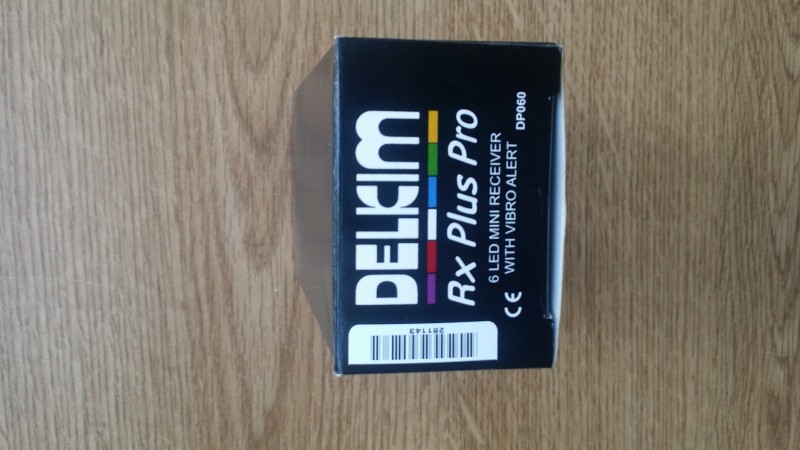 DELKIM
Rx Plus Pro
6 LED MINI RECEIVER
WITH VIBRO ALERT
CE
DP060
281143